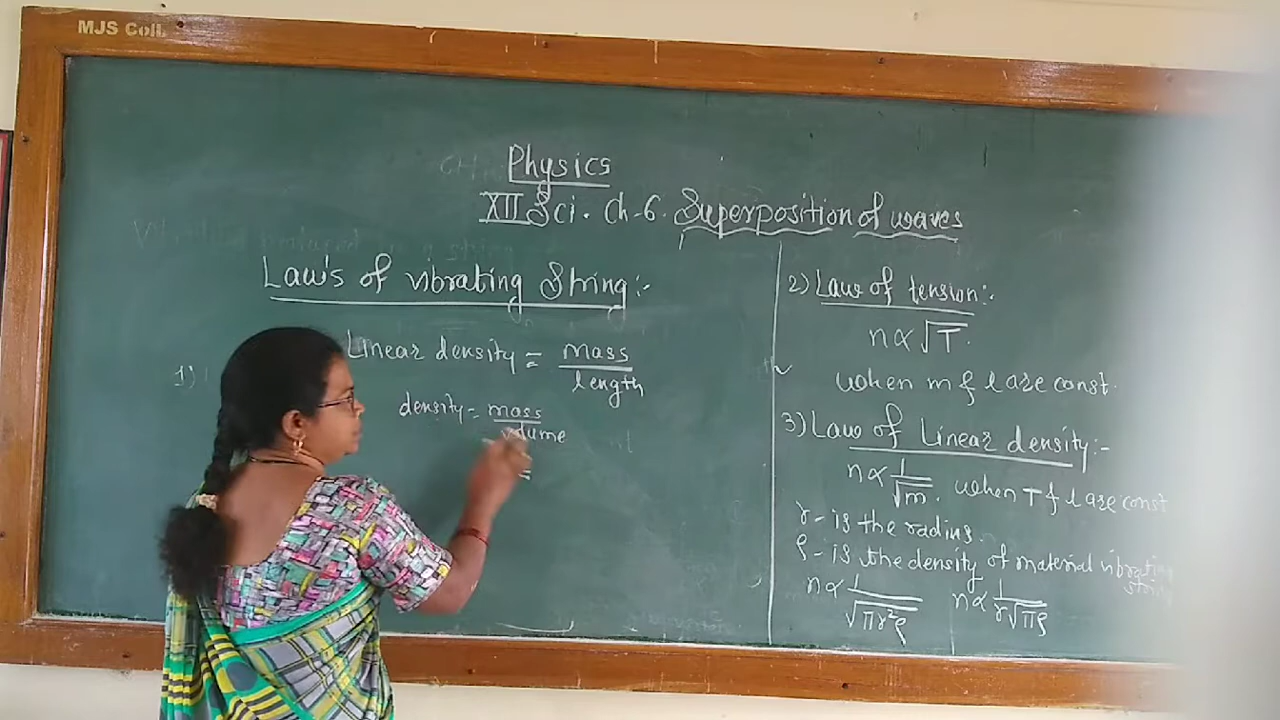 MJS Coll.
Physics
XII Sci. Ch-6. Superposition of waves
Law's of vibrating String:-
Linear density = mass / length
1)
density = mass / volume
2) Law of tension:-
n ∝ √T.
when m & l are const.
3) Law of Linear density:-
n ∝ 1/√m. when T & l are const
r - is the radius.
ρ - is the density of material vibrating
string
n ∝ 1/√πr²ρ n ∝ 1/r√πρ